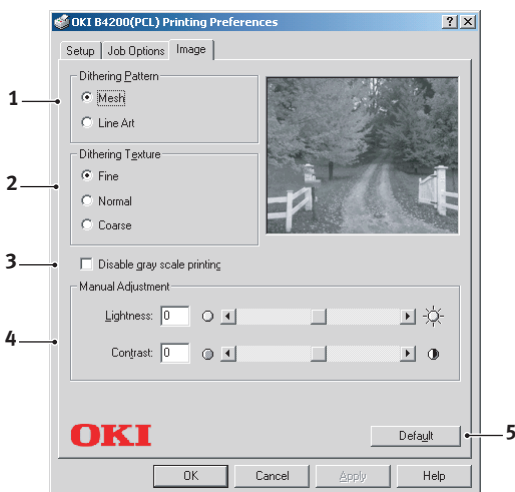 OKI B4200(PCL) Printing Preferences
Setup Job Options Image
Dithering Pattern
1
Mesh
Line Art
Dithering Texture
2
Fine
Normal
Coarse
3
Disable gray scale printing
Manual Adjustment
Lightness: 0
4
Contrast: 0
OKI
Default
5
OK Cancel Apply Help